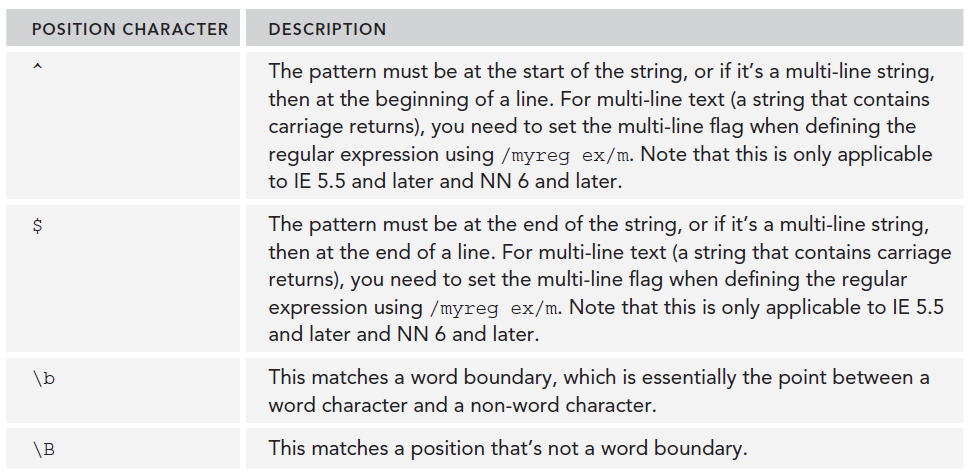 POSITION CHARACTER DESCRIPTION
^ The pattern must be at the start of the string, or if it's a multi-line string,
then at the beginning of a line. For multi-line text (a string that contains
carriage returns), you need to set the multi-line flag when defining the
regular expression using /myreg ex/m. Note that this is only applicable
to IE 5.5 and later and NN 6 and later.
$ The pattern must be at the end of the string, or if it's a multi-line string,
then at the end of a line. For multi-line text (a string that contains carriage
returns), you need to set the multi-line flag when defining the regular
expression using /myreg ex/m. Note that this is only applicable to IE 5.5
and later and NN 6 and later.
\b This matches a word boundary, which is essentially the point between a
word character and a non-word character.
\B This matches a position that's not a word boundary.